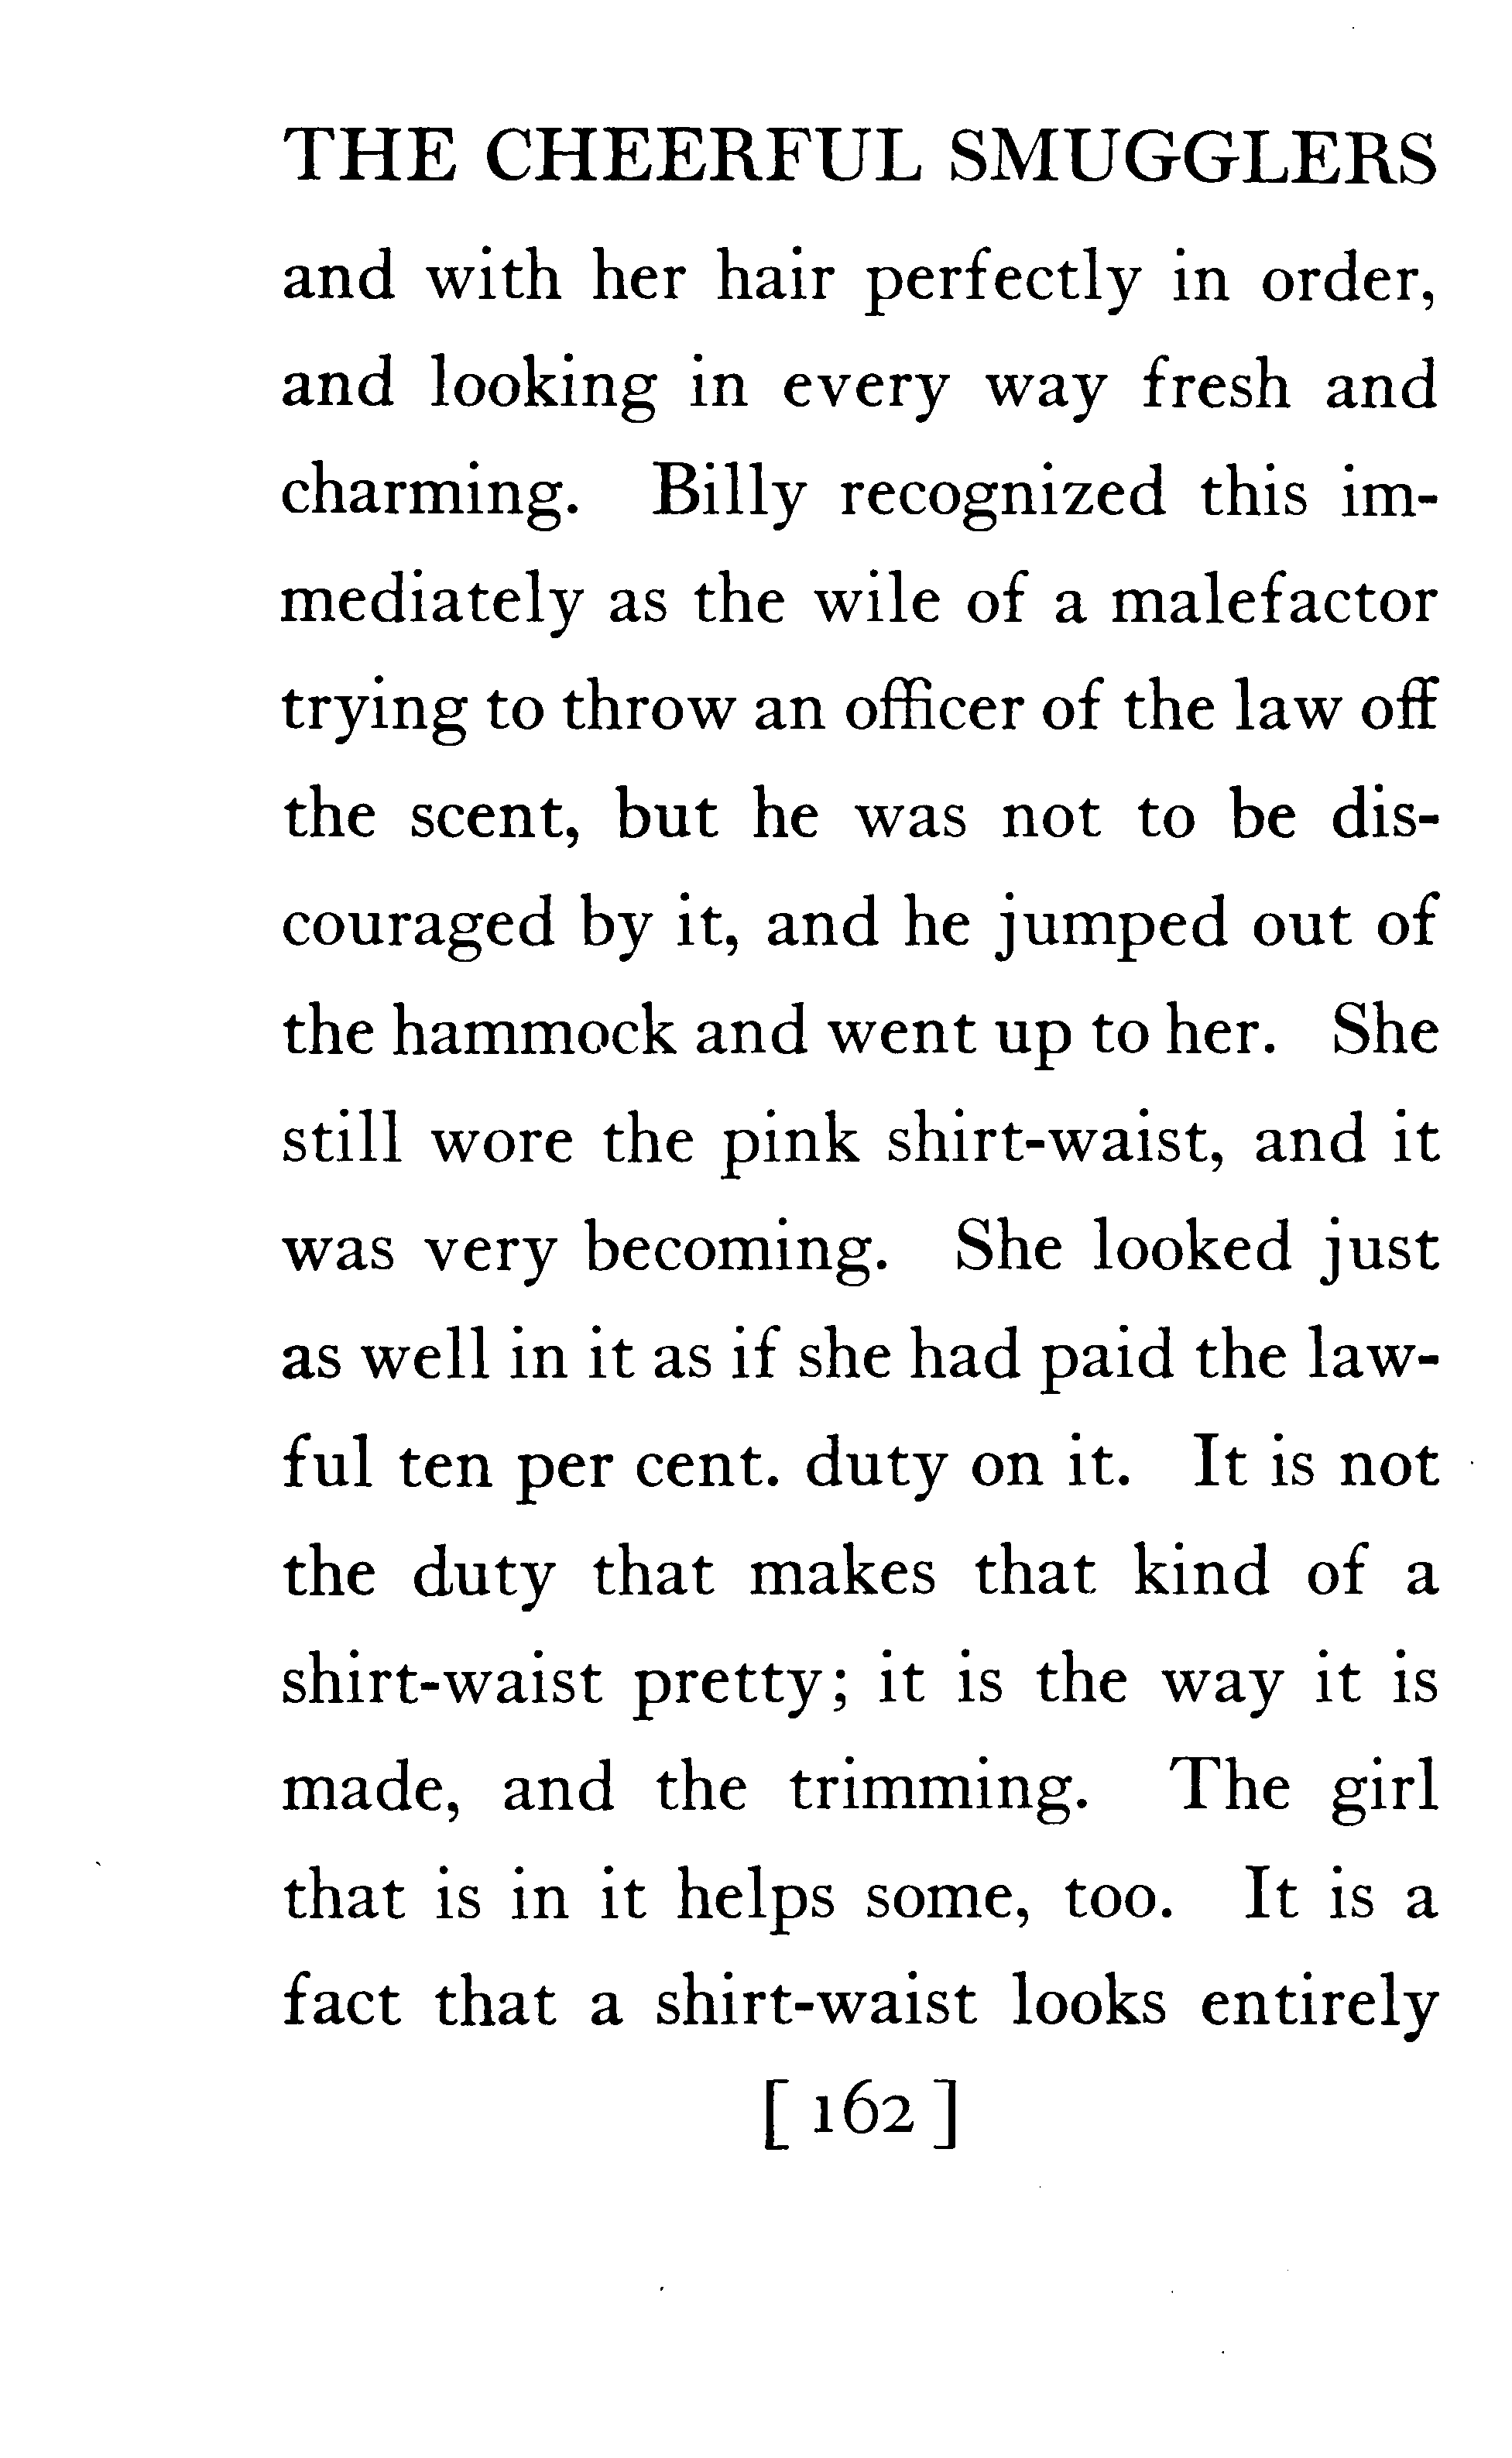 THE CHEERFUL SMUGGLERS
and with her hair perfectly in order,
and looking in every way fresh and
charming. Billy recognized this im-
mediately as the wile of a malefactor
trying to throw an officer of the law off
the scent, but he was not to be dis-
couraged by it, and he jumped out of
the hammock and went up to her. She
still wore the pink shirt-waist, and it
was very becoming. She looked just
as well in it as if she had paid the law-
ful ten per cent. duty on it. It is not
the duty that makes that kind of a
shirt-waist pretty; it is the way it is
made, and the trimming. The girl
that is in it helps some, too. It is a
fact that a shirt-waist looks entirely
[ 162 ]